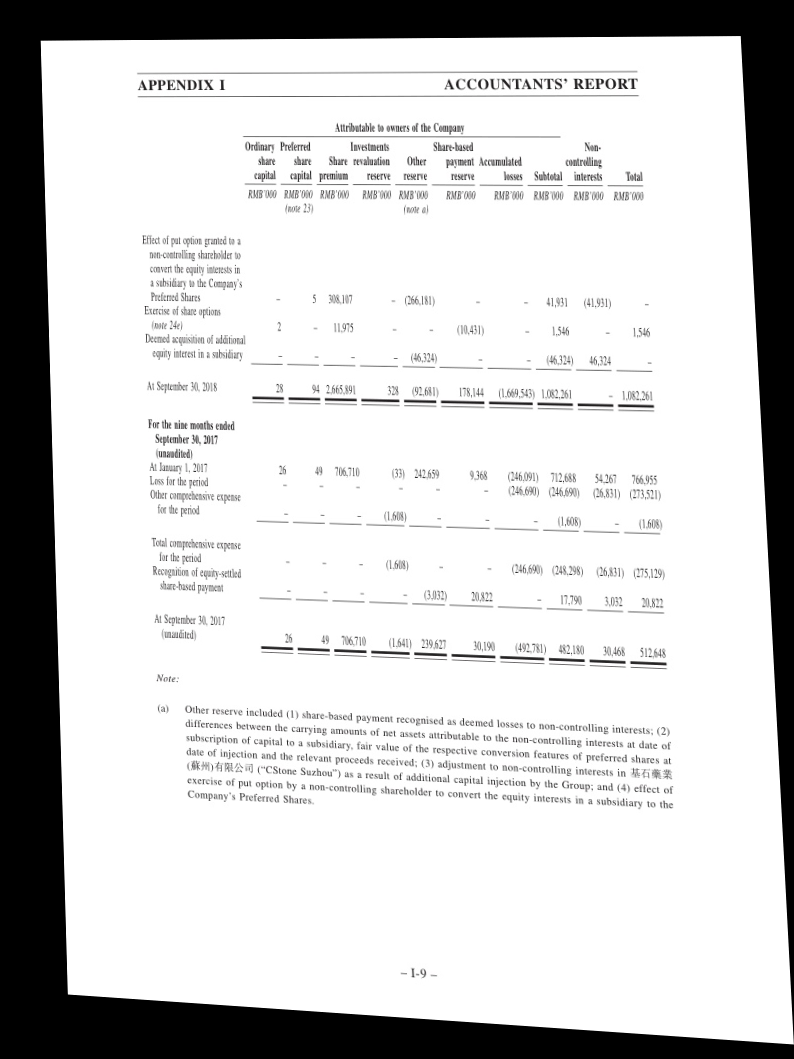 APPENDIX I ACCOUNTANTS' REPORT
Attributable to owners of the Company
Ordinary Preferred Investments Share-based Non-
share share Share revaluation Other payment Accumulated controlling
capital capital premium reserve reserve reserve losses Subtotal interests Total
RMB'000 RMB'000 RMB'000 RMB'000 RMB'000 RMB'000 RMB'000 RMB'000 RMB'000 RMB'000
(note 23) (note a)
Effect of put option granted to a
non-controlling shareholder to
convert the equity interests in
a subsidiary to the Company's
Preferred Shares – 5 308,107 – (266,181) – – 41,931 (41,931) –
Exercise of share options
(note 24e) 2 – 11,975 – – (10,431) – 1,546 – 1,546
Deemed acquisition of additional
equity interest in a subsidiary – – – – (46,324) – – (46,324) 46,324 –
At September 30, 2018 28 94 2,665,891 328 (92,681) 178,144 (1,669,543) 1,082,261 – 1,082,261
For the nine months ended
September 30, 2017
(unaudited)
At January 1, 2017 26 49 706,710 (33) 242,659 9,368 (246,091) 712,688 54,267 766,955
Loss for the period – – – – – – (246,690) (246,690) (26,831) (273,521)
Other comprehensive expense
for the period – – – (1,608) – – – (1,608) – (1,608)
Total comprehensive expense
for the period – – – (1,608) – – (246,690) (248,298) (26,831) (275,129)
Recognition of equity-settled
share-based payment – – – – (3,032) 20,822 – 17,790 3,032 20,822
At September 30, 2017
(unaudited) 26 49 706,710 (1,641) 239,627 30,190 (492,781) 482,180 30,468 512,648
Note:
(a) Other reserve included (1) share-based payment recognised as deemed losses to non-controlling interests; (2)
differences between the carrying amounts of net assets attributable to the non-controlling interests at date of
subscription of capital to a subsidiary, fair value of the respective conversion features of preferred shares at
date of injection and the relevant proceeds received; (3) adjustment to non-controlling interests in 基石藥業
(蘇州)有限公司 (“CStone Suzhou”) as a result of additional capital injection by the Group; and (4) effect of
exercise of put option by a non-controlling shareholder to convert the equity interests in a subsidiary to the
Company's Preferred Shares.
– I-9 –